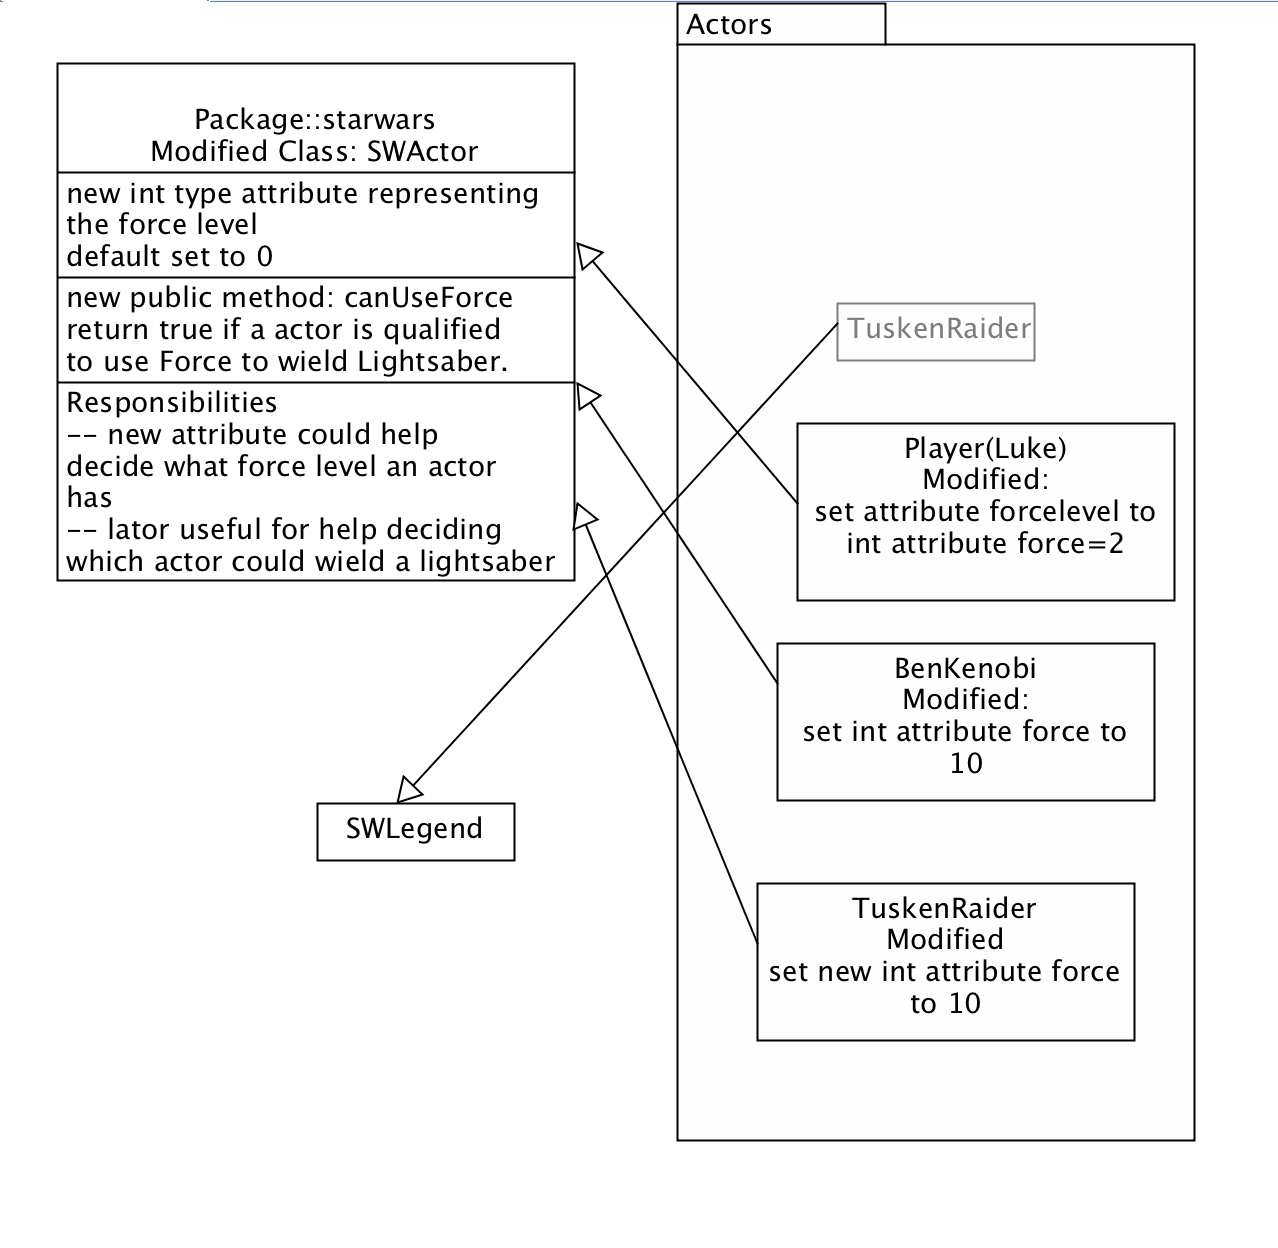 Actors
Package::starwars
Modified Class: SWActor
new int type attribute representing
the force level
default set to 0
new public method: canUseForce
return true if a actor is qualified
to use Force to wield Lightsaber.
Responsibilities
-- new attribute could help
decide what force level an actor
has
-- lator useful for help deciding
which actor could wield a lightsaber
TuskenRaider
Player(Luke)
Modified:
set attribute forcelevel to
int attribute force=2
BenKenobi
Modified:
set int attribute force to
10
SWLegend
TuskenRaider
Modified
set new int attribute force
to 10